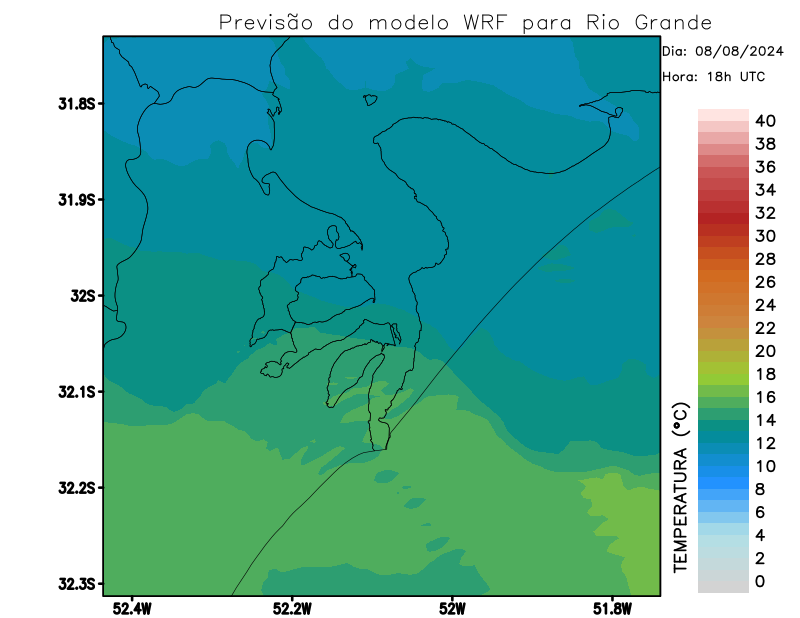 Previsão do modelo WRF para Rio Grande
Dia: 08/08/2024
Hora: 18h UTC
31.8S
31.9S
32S
32.1S
32.2S
32.3S
52.4W
52.2W
52W
51.8W
40
38
36
34
32
30
28
26
24
22
20
18
16
14
12
10
8
6
4
2
0
TEMPERATURA (°C)